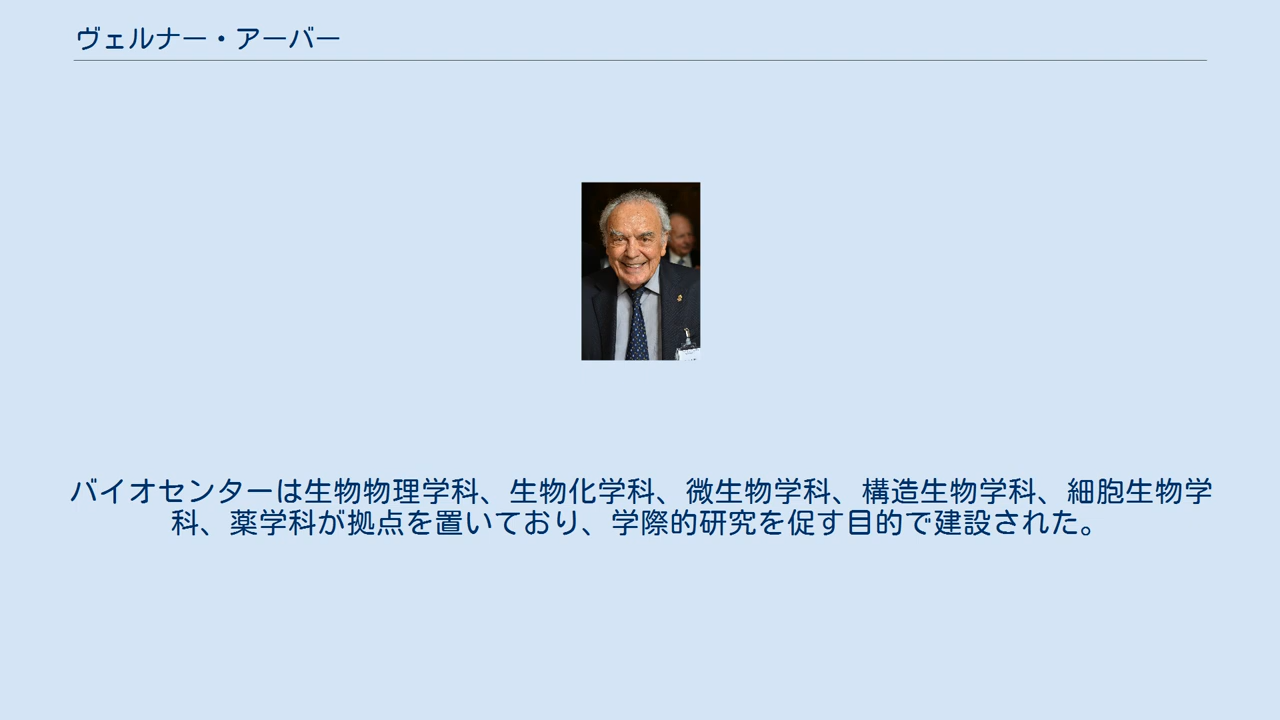 ヴェルナー・アーバー
バイオセンターは生物物理学科、生物化学科、微生物学科、構造生物学科、細胞生物学
科、薬学科が拠点を置いており、学際的研究を促す目的で建設された。